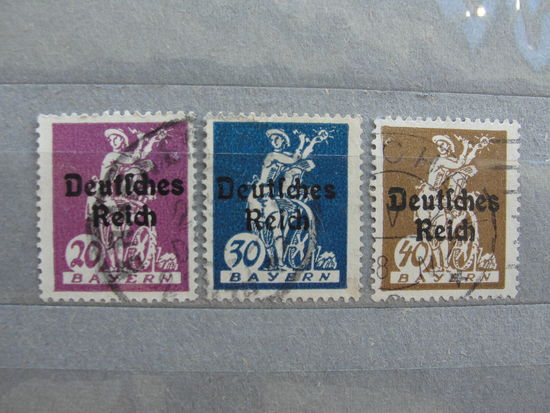 Deutsches
Reich
20
BAYERN
Deutsches
Reich
30
BAYERN
Deutsches
Reich
40
BAYERN